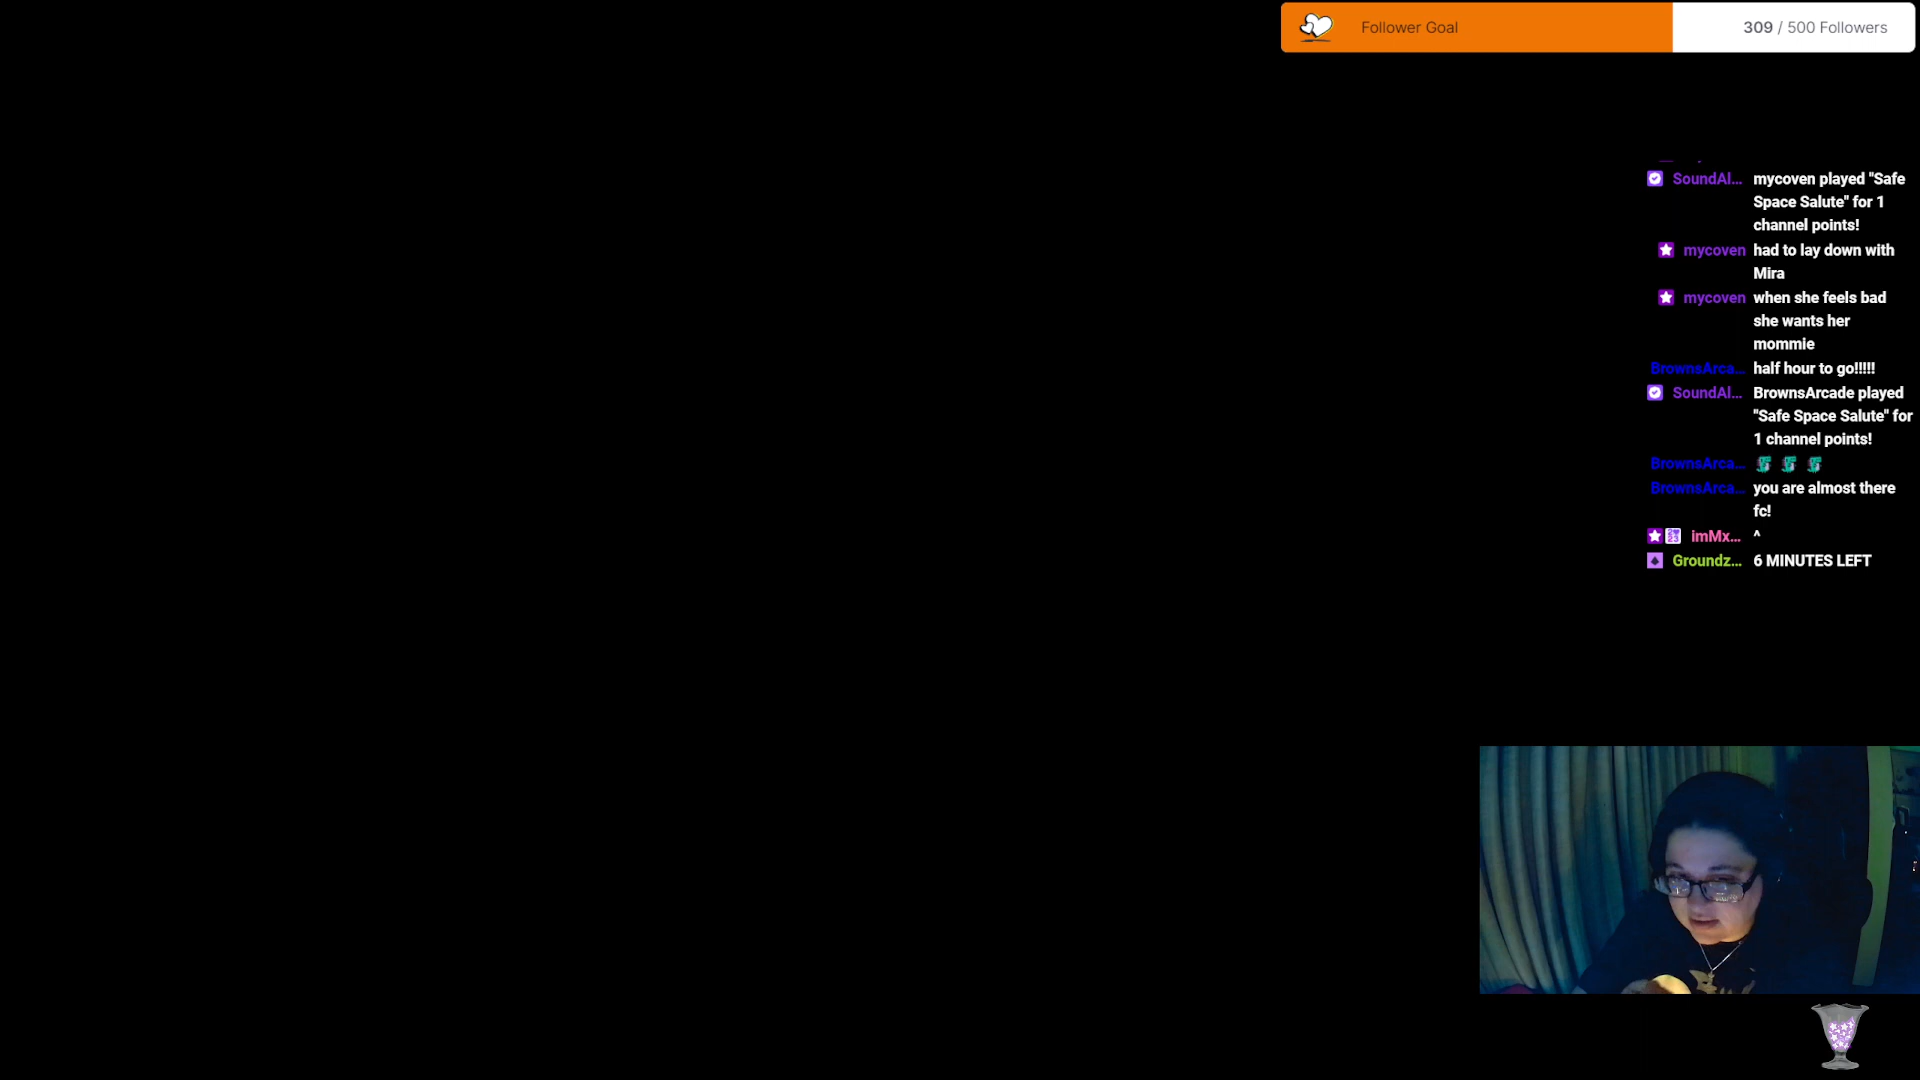 Follower Goal 309 / 500 Followers
SoundAl... mycoven played "Safe
Space Salute" for 1
channel points!
mycoven had to lay down with
Mira
mycoven when she feels bad
she wants her
mommie
BrownsArca... half hour to go!!!!!
SoundAl... BrownsArcade played
"Safe Space Salute" for
1 channel points!
BrownsArca...
BrownsArca... you are almost there
fc!
imMx... ^
Groundz... 6 MINUTES LEFT